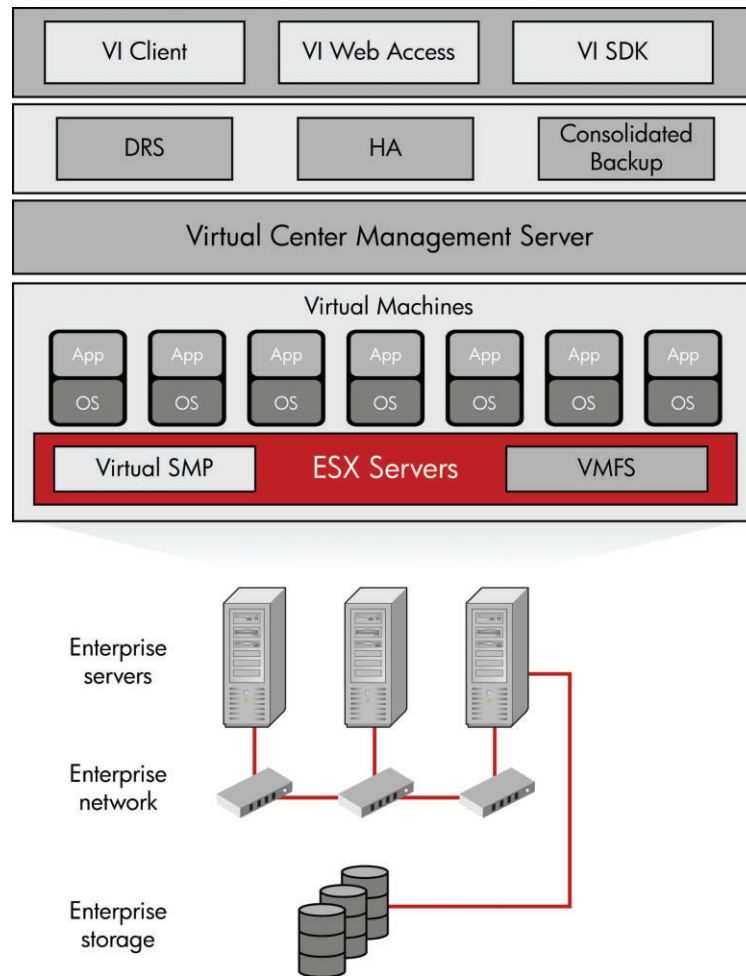 VI Client
VI Web Access
VI SDK
DRS
HA
Consolidated
Backup
Virtual Center Management Server
Virtual Machines
App
App
App
App
App
App
App
OS
OS
OS
OS
OS
OS
OS
Virtual SMP
ESX Servers
VMFS
Enterprise
servers
Enterprise
network
Enterprise
storage